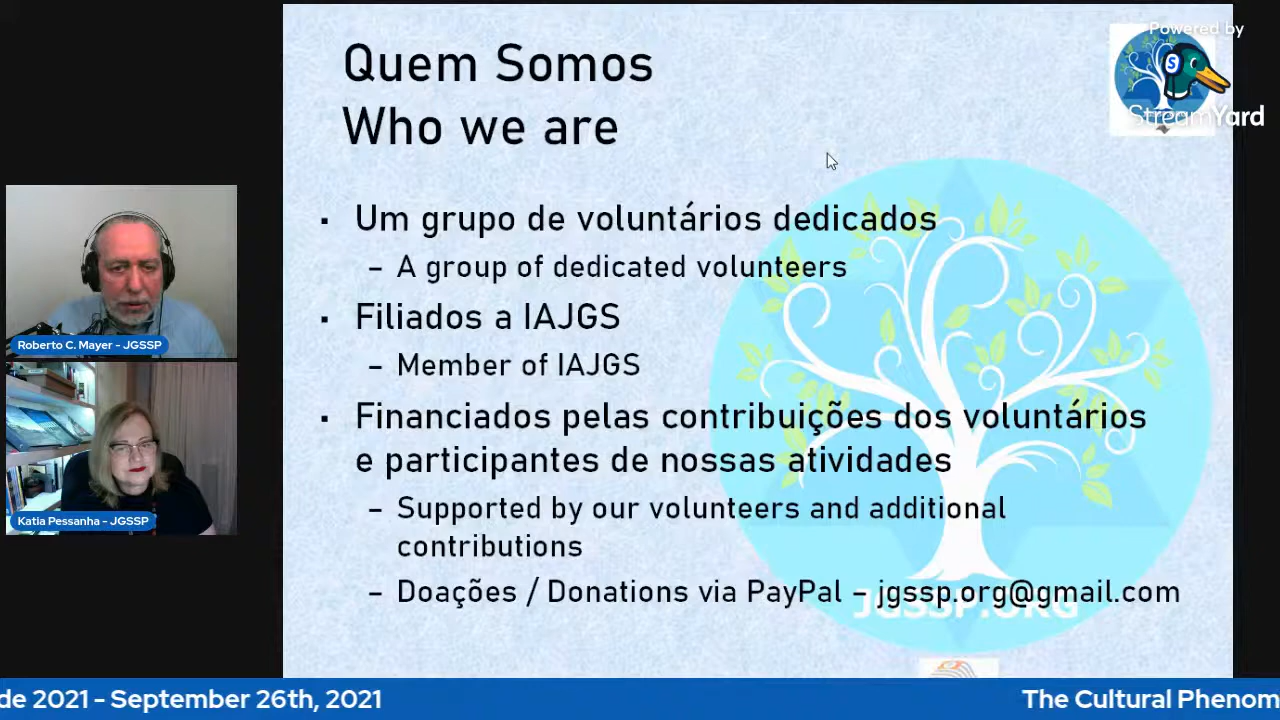 Quem Somos
Who we are
Powered by
StreamYard
▪ Um grupo de voluntários dedicados
– A group of dedicated volunteers
▪ Filiados a IAJGS
– Member of IAJGS
▪ Financiados pelas contribuições dos voluntários
e participantes de nossas atividades
– Supported by our volunteers and additional
contributions
– Doações / Donations via PayPal – jgssp.org@gmail.com
JGSSP.ORG
Roberto C. Mayer - JGSSP
Katia Pessanha - JGSSP
de 2021 - September 26th, 2021
The Cultural Phenom